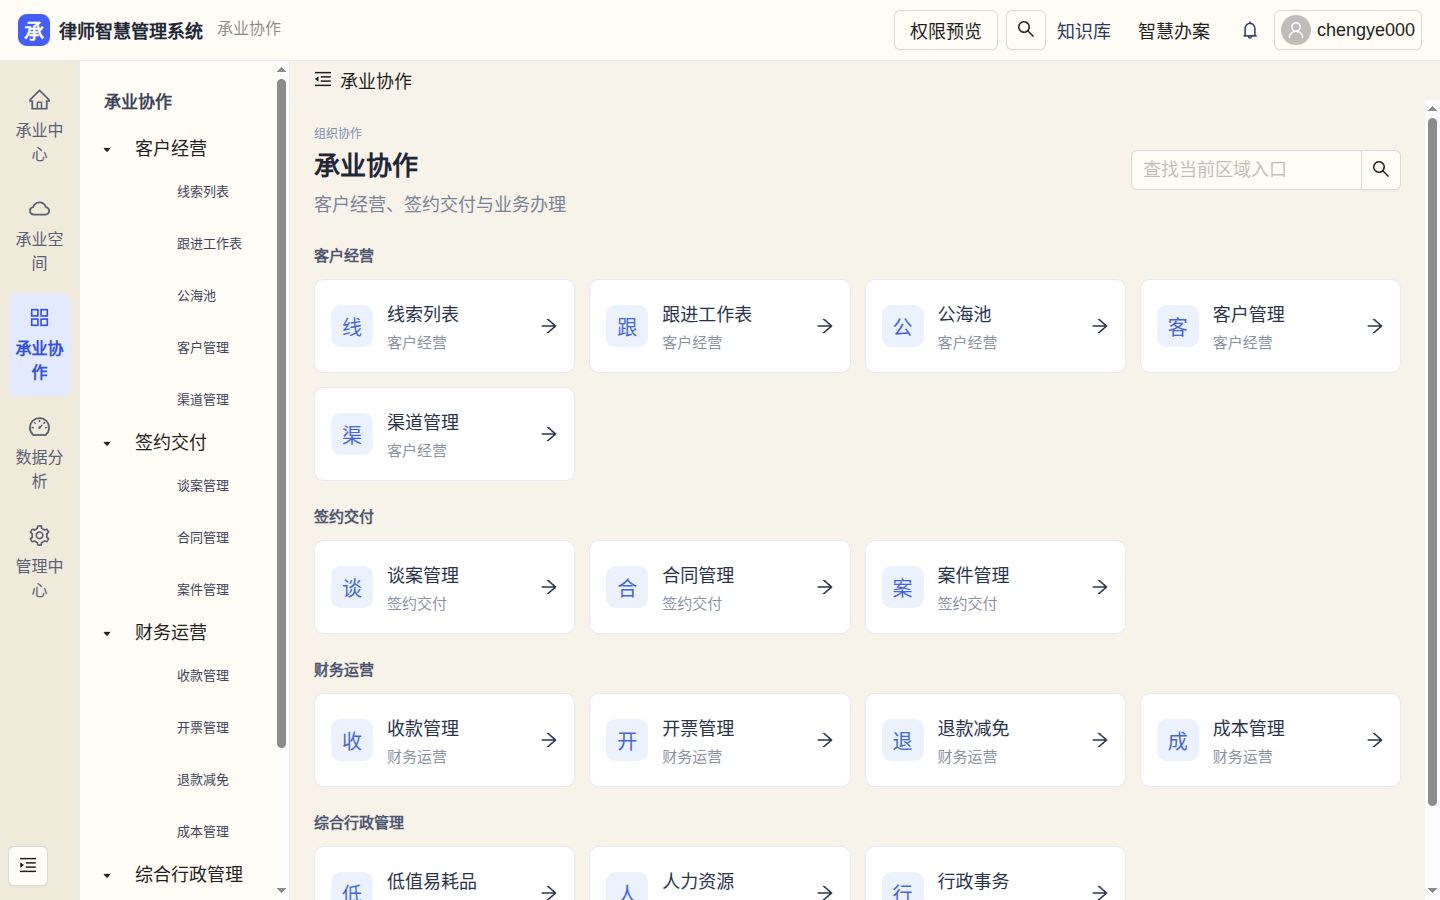 承 律师智慧管理系统 承业协作 权限预览 知识库 智慧办案 chengye000
承业中
心
承业空
间
承业协
作
数据分
析
管理中
心
承业协作
客户经营
线索列表
跟进工作表
公海池
客户管理
渠道管理
签约交付
谈案管理
合同管理
案件管理
财务运营
收款管理
开票管理
退款减免
成本管理
综合行政管理
承业协作
组织协作
承业协作
客户经营、签约交付与业务办理
查找当前区域入口
客户经营
线 线索列表
客户经营
跟 跟进工作表
客户经营
公 公海池
客户经营
客 客户管理
客户经营
渠 渠道管理
客户经营
签约交付
谈 谈案管理
签约交付
合 合同管理
签约交付
案 案件管理
签约交付
财务运营
收 收款管理
财务运营
开 开票管理
财务运营
退 退款减免
财务运营
成 成本管理
财务运营
综合行政管理
低 低值易耗品
人 人力资源
行 行政事务